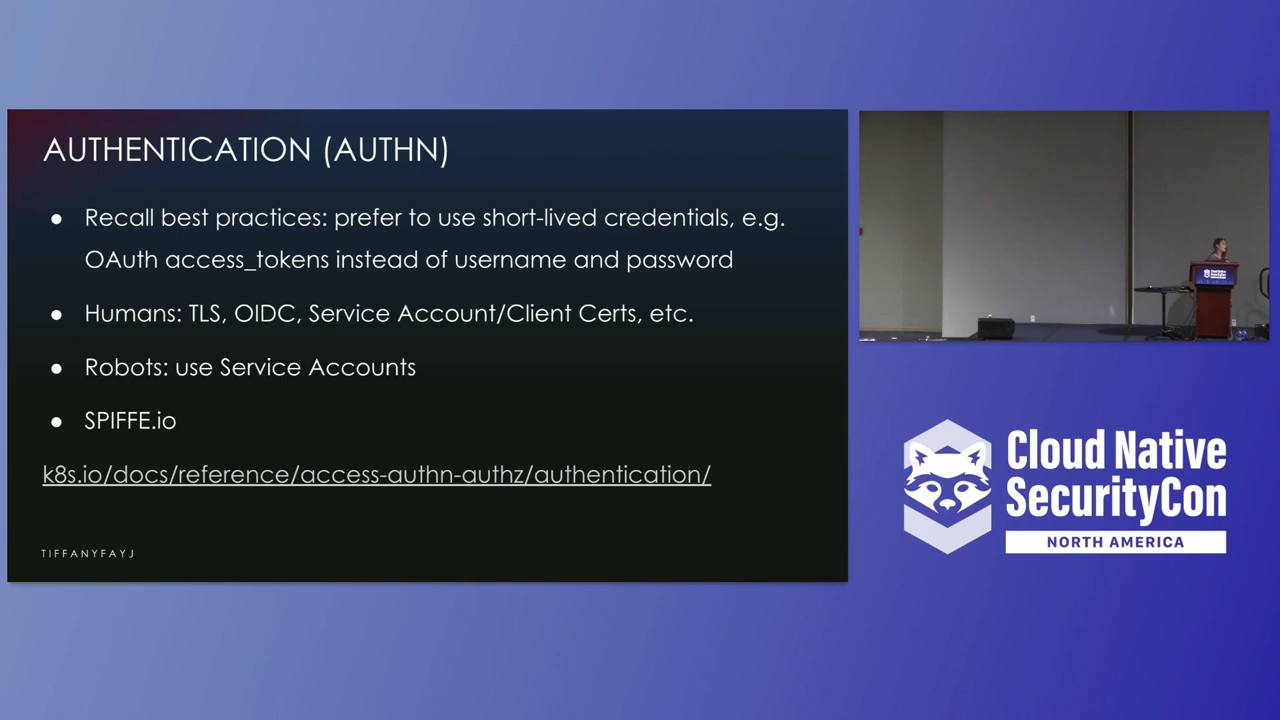 AUTHENTICATION (AUTHN)
● Recall best practices: prefer to use short-lived credentials, e.g.
OAuth access_tokens instead of username and password
● Humans: TLS, OIDC, Service Account/Client Certs, etc.
● Robots: use Service Accounts
● SPIFFE.io
k8s.io/docs/reference/access-authn-authz/authentication/
TIFFANYFAYJ
Cloud Native
SecurityCon
NORTH AMERICA